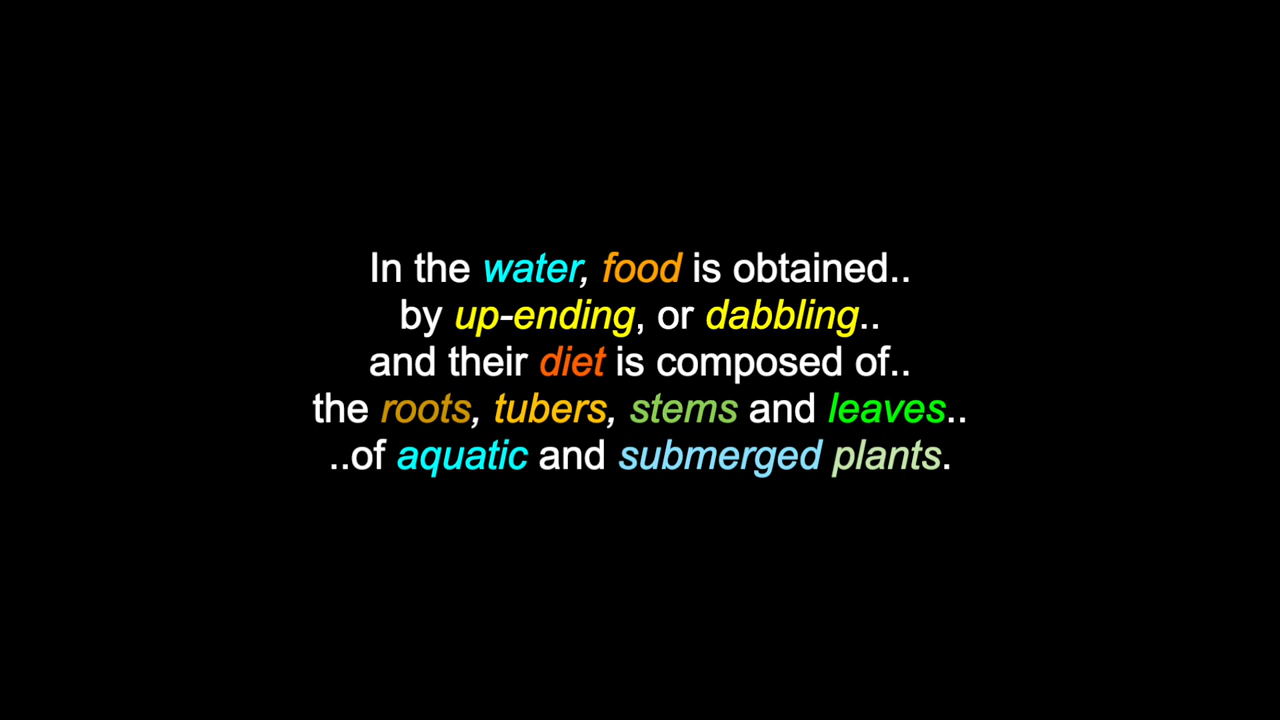 In the water, food is obtained..
by up-ending, or dabbling..
and their diet is composed of..
the roots, tubers, stems and leaves..
..of aquatic and submerged plants.